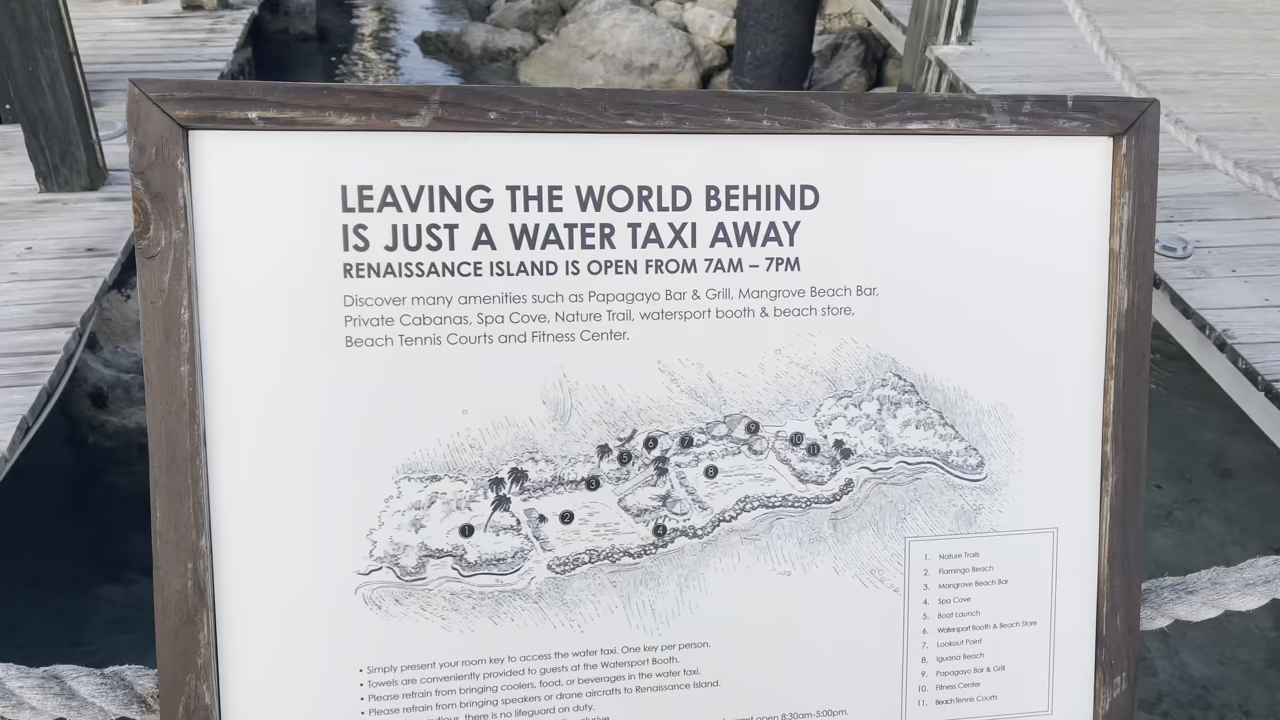 LEAVING THE WORLD BEHIND
IS JUST A WATER TAXI AWAY
RENAISSANCE ISLAND IS OPEN FROM 7AM – 7PM
Discover many amenities such as Papagayo Bar & Grill, Mangrove Beach Bar,
Private Cabanas, Spa Cove, Nature Trail, watersport booth & beach store,
Beach Tennis Courts and Fitness Center.
9
6
7
10
11
5
8
3
2
1
4
1. Nature Trails
2. Flamingo Beach
3. Mangrove Beach Bar
4. Spa Cove
5. Boat Launch
6. Watersport Booth & Beach Store
7. Lookout Point
8. Iguana Beach
9. Papagayo Bar & Grill
10. Fitness Center
11. Beach Tennis Courts
• Simply present your room key to access the water taxi. One key per person.
• Towels are conveniently provided to guests at the Watersport Booth.
• Please refrain from bringing coolers, food, or beverages in the water taxi.
• Please refrain from bringing speakers or drone aircrafts to Renaissance Island.
there is no lifeguard on duty.
open 8:30am-5:00pm.